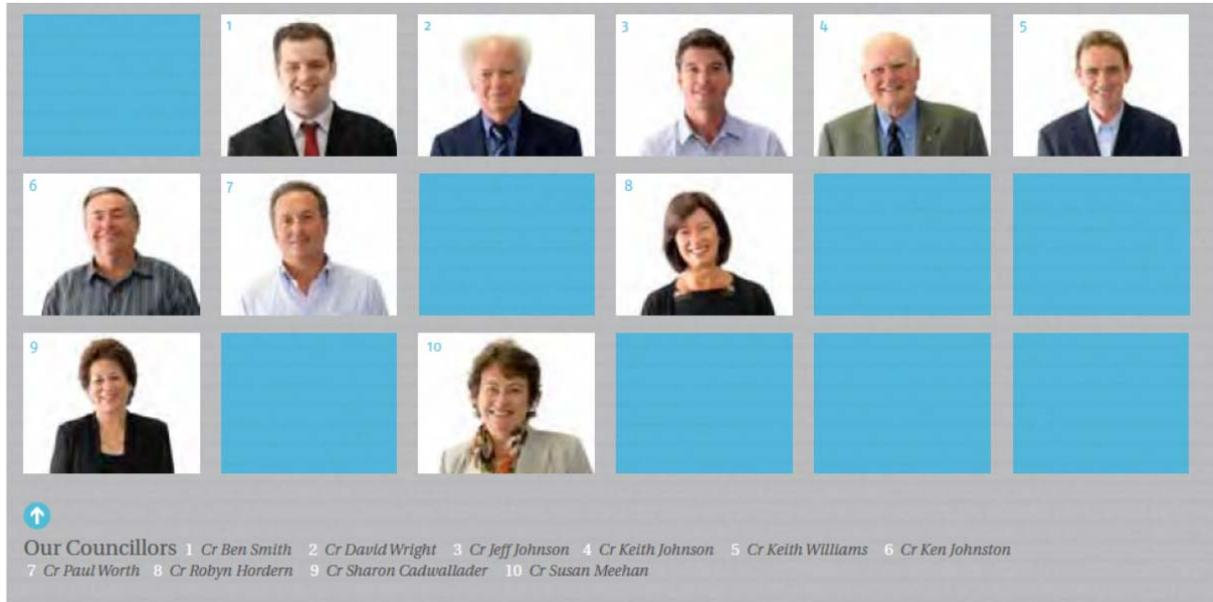 1 2 3 4 5
6 7 8
9 10
Our Councillors 1 Cr Ben Smith 2 Cr David Wright 3 Cr Jeff Johnson 4 Cr Keith Johnson 5 Cr Keith Williams 6 Cr Ken Johnston
7 Cr Paul Worth 8 Cr Robyn Hordern 9 Cr Sharon Cadwallader 10 Cr Susan Meehan